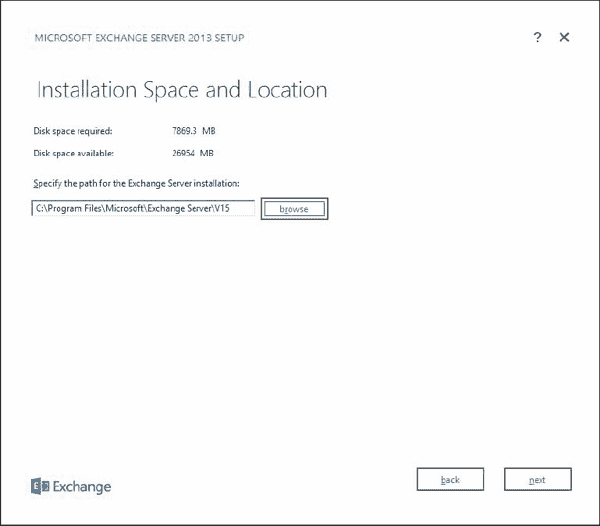 MICROSOFT EXCHANGE SERVER 2013 SETUP ? ✕
Installation Space and Location
Disk space required: 7869.3 MB
Disk space available: 26954 MB
Specify the path for the Exchange Server installation:
C:\Program Files\Microsoft\Exchange Server\V15 browse
E Exchange back next